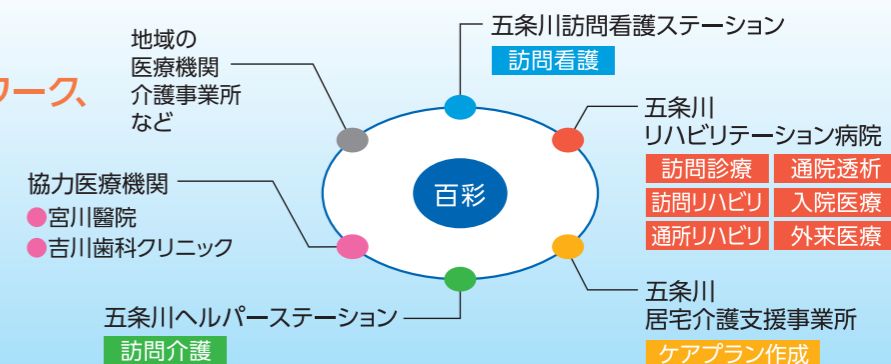 ワーク、
地域の
医療機関
介護事業所
など
五条川訪問看護ステーション
訪問看護
五条川
リハビリテーション病院
訪問診療 通院透析
訪問リハビリ 入院医療
通所リハビリ 外来医療
百彩
協力医療機関
●宮川醫院
●吉川歯科クリニック
五条川ヘルパーステーション
訪問介護
五条川
居宅介護支援事業所
ケアプラン作成